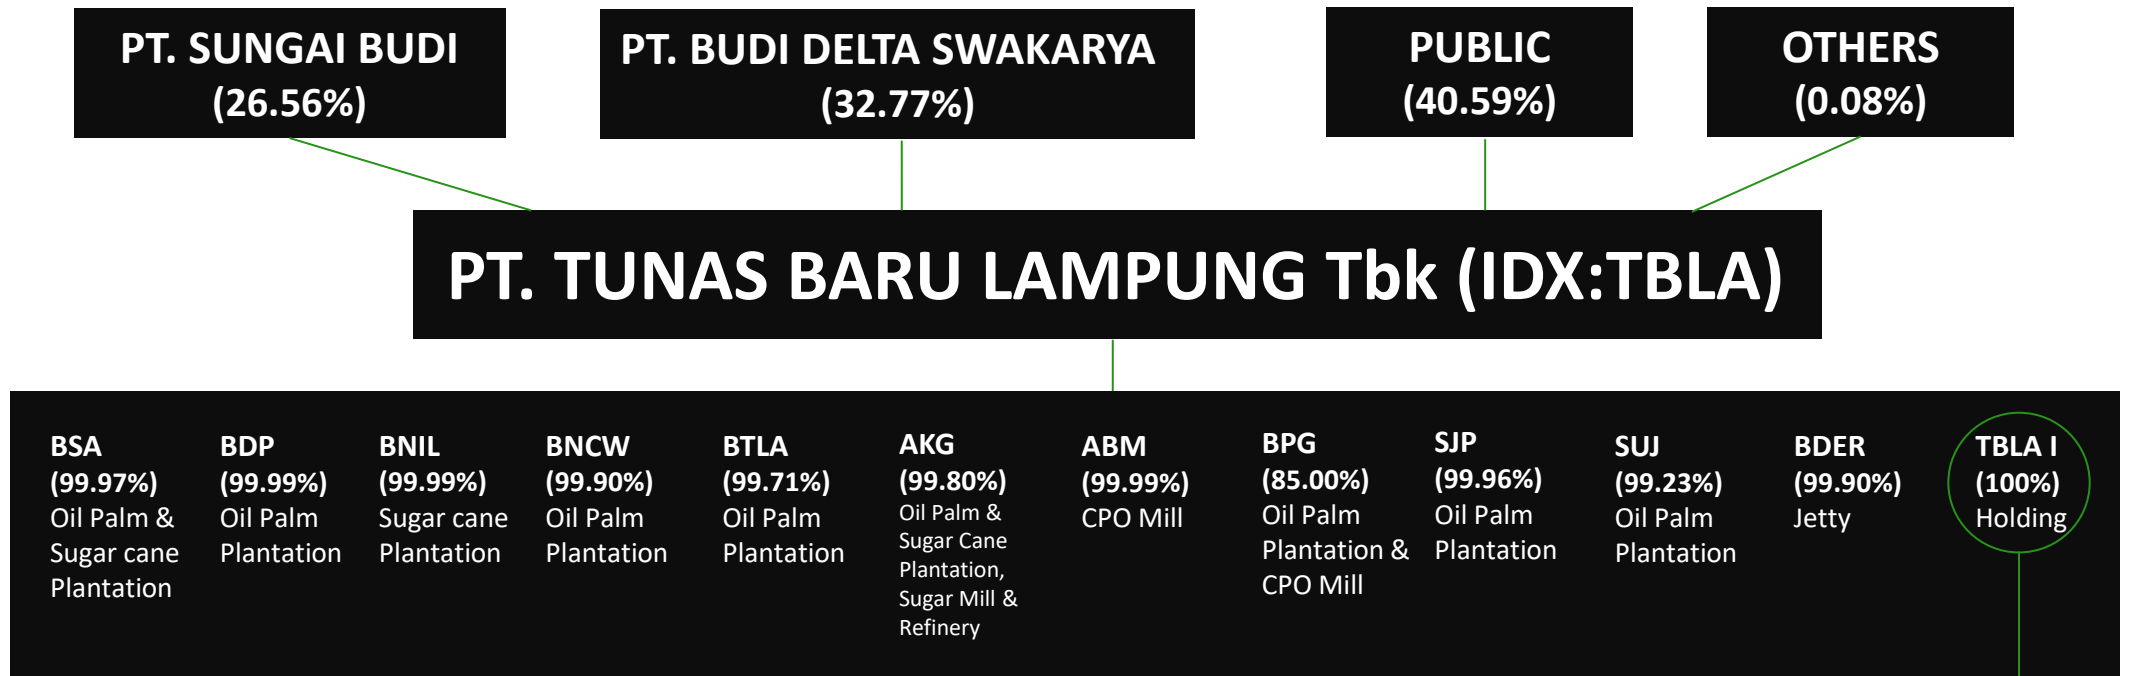 PT. SUNGAI BUDI
(26.56%)
PT. BUDI DELTA SWAKARYA
(32.77%)
PUBLIC
(40.59%)
OTHERS
(0.08%)
PT. TUNAS BARU LAMPUNG Tbk (IDX:TBLA)
BSA
(99.97%)
Oil Palm &
Sugar cane
Plantation
BDP
(99.99%)
Oil Palm
Plantation
BNIL
(99.99%)
Sugar cane
Plantation
BNCW
(99.90%)
Oil Palm
Plantation
BTLA
(99.71%)
Oil Palm
Plantation
AKG
(99.80%)
Oil Palm &
Sugar Cane
Plantation,
Sugar Mill &
Refinery
ABM
(99.99%)
CPO Mill
BPG
(85.00%)
Oil Palm
Plantation &
CPO Mill
SJP
(99.96%)
Oil Palm
Plantation
SUJ
(99.23%)
Oil Palm
Plantation
BDER
(99.90%)
Jetty
TBLA I
(100%)
Holding